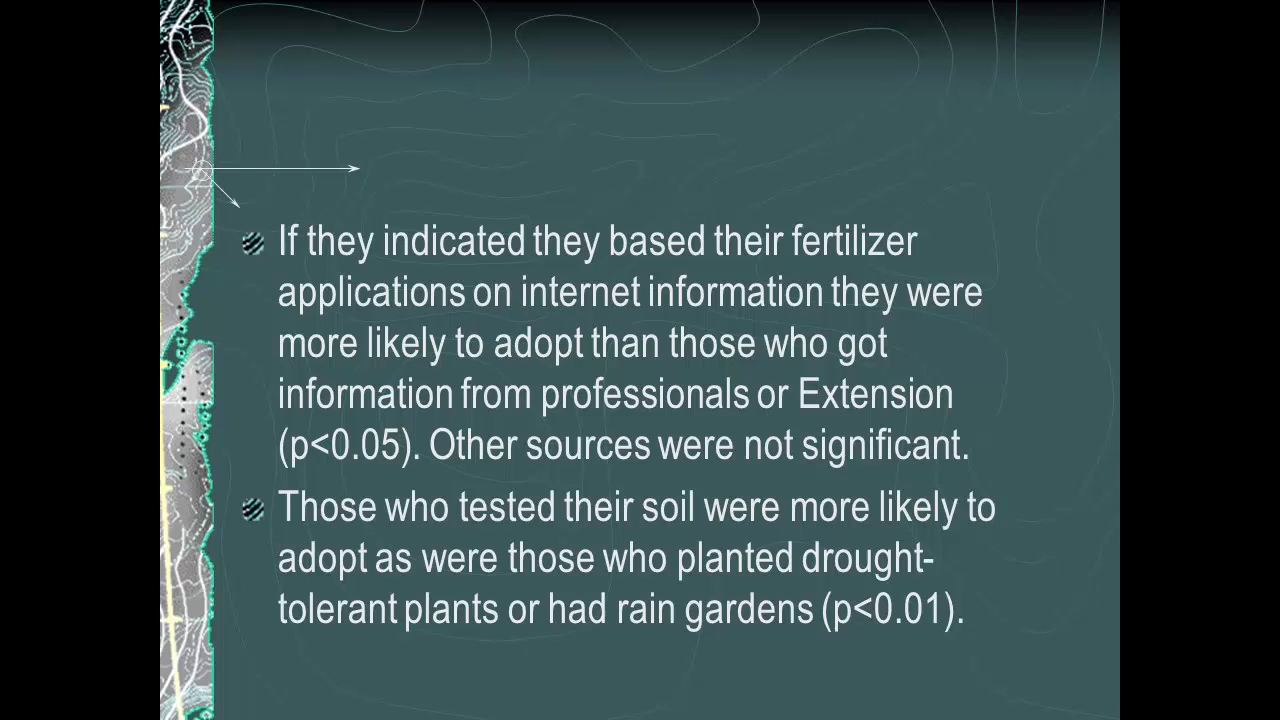 If they indicated they based their fertilizer
applications on internet information they were
more likely to adopt than those who got
information from professionals or Extension
(p<0.05). Other sources were not significant.
Those who tested their soil were more likely to
adopt as were those who planted drought-
tolerant plants or had rain gardens (p<0.01).